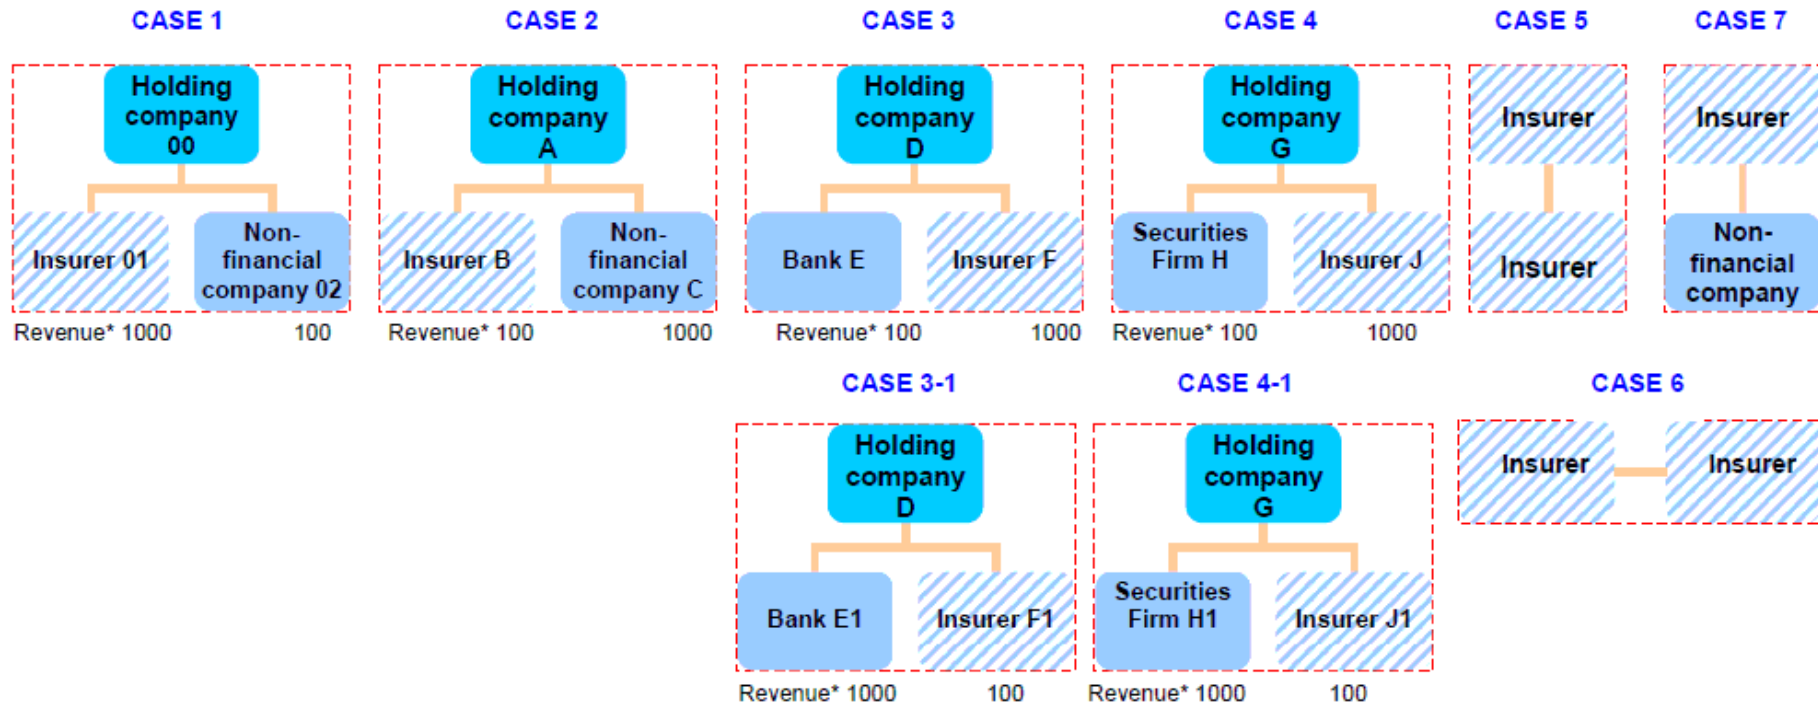 CASE 1
CASE 2
CASE 3
CASE 4
CASE 5
CASE 7
Holding
company
00
Insurer 01
Non-
financial
company 02
Revenue* 1000 100
Holding
company
A
Insurer B
Non-
financial
company C
Revenue* 100 1000
Holding
company
D
Bank E
Insurer F
Revenue* 100 1000
Holding
company
G
Securities
Firm H
Insurer J
Revenue* 100 1000
Insurer
Insurer
Insurer
Non-
financial
company
CASE 3-1
CASE 4-1
CASE 6
Holding
company
D
Bank E1
Insurer F1
Revenue* 1000 100
Holding
company
G
Securities
Firm H1
Insurer J1
Revenue* 1000 100
Insurer
Insurer